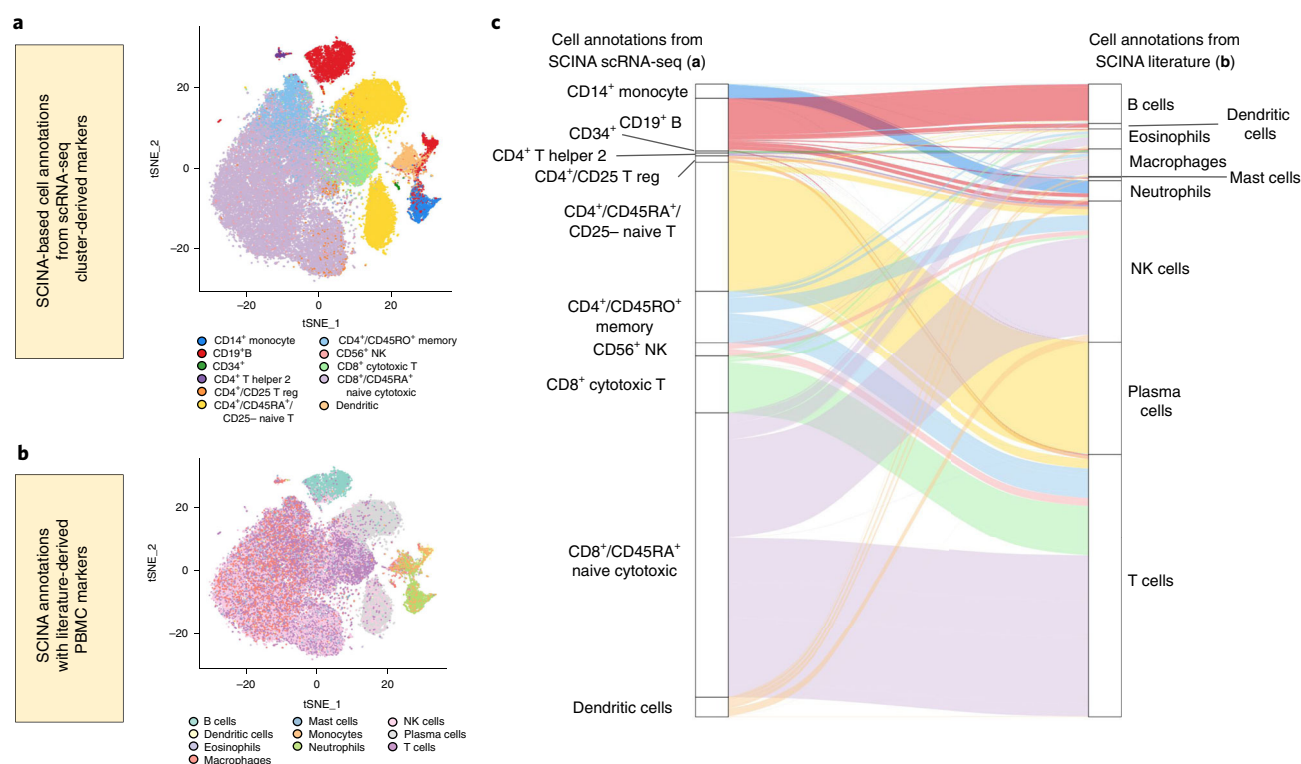 a
SCINA-based cell annotations
from scRNA-seq
cluster-derived markers
20
0
−20
tSNE_2
−20
0
20
tSNE_1
CD14+ monocyte
CD19+B
CD34+
CD4+ T helper 2
CD4+/CD25 T reg
CD4+/CD45RA+/
CD25– naive T
CD4+/CD45RO+ memory
CD56+ NK
CD8+ cytotoxic T
CD8+/CD45RA+
naive cytotoxic
Dendritic
b
SCINA annotations
with literature-derived
PBMC markers
20
0
−20
tSNE_2
−20
0
20
tSNE_1
B cells
Dendritic cells
Eosinophils
Macrophages
Mast cells
Monocytes
Neutrophils
NK cells
Plasma cells
T cells
c
Cell annotations from
SCINA scRNA-seq (a)
CD14+ monocyte
CD19+ B
CD34+
CD4+ T helper 2
CD4+/CD25 T reg
CD4+/CD45RA+/
CD25– naive T
CD4+/CD45RO+
memory
CD56+ NK
CD8+ cytotoxic T
CD8+/CD45RA+
naive cytotoxic
Dendritic cells
Cell annotations from
SCINA literature (b)
B cells
Dendritic
cells
Eosinophils
Macrophages
Mast cells
Neutrophils
NK cells
Plasma
cells
T cells